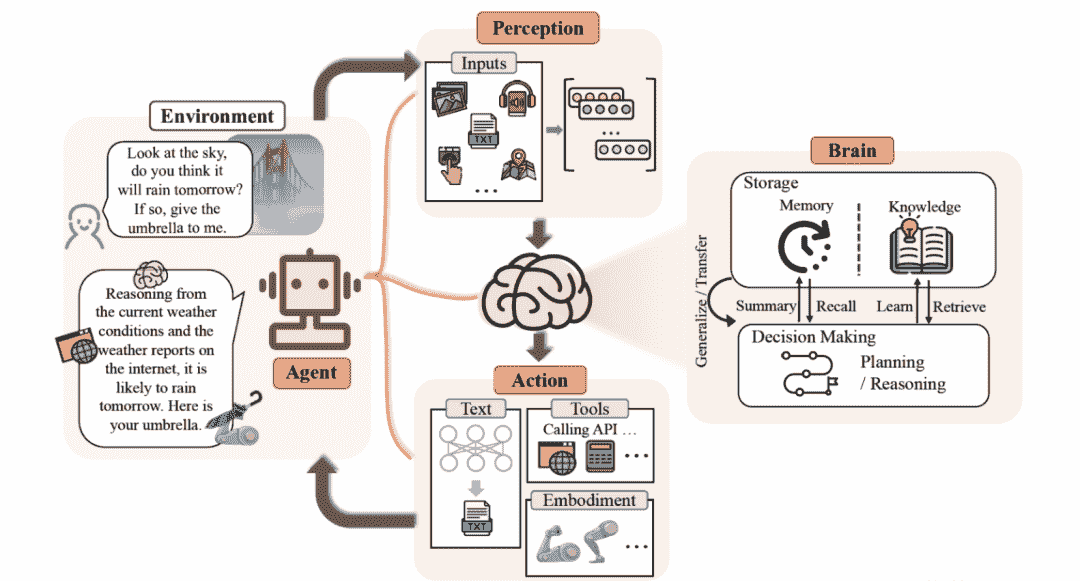 Perception
Inputs
TXT
...
...
Environment
Look at the sky,
do you think it
will rain tomorrow?
If so, give the
umbrella to me.
Reasoning from
the current weather
conditions and the
weather reports on
the internet, it is
likely to rain
tomorrow. Here is
your umbrella.
Agent
Brain
Storage
Memory
Knowledge
Generalize / Transfer
Summary
Recall
Learn
Retrieve
Decision Making
Planning
/ Reasoning
Action
Text
TXT
Tools
Calling API ...
...
Embodiment
...